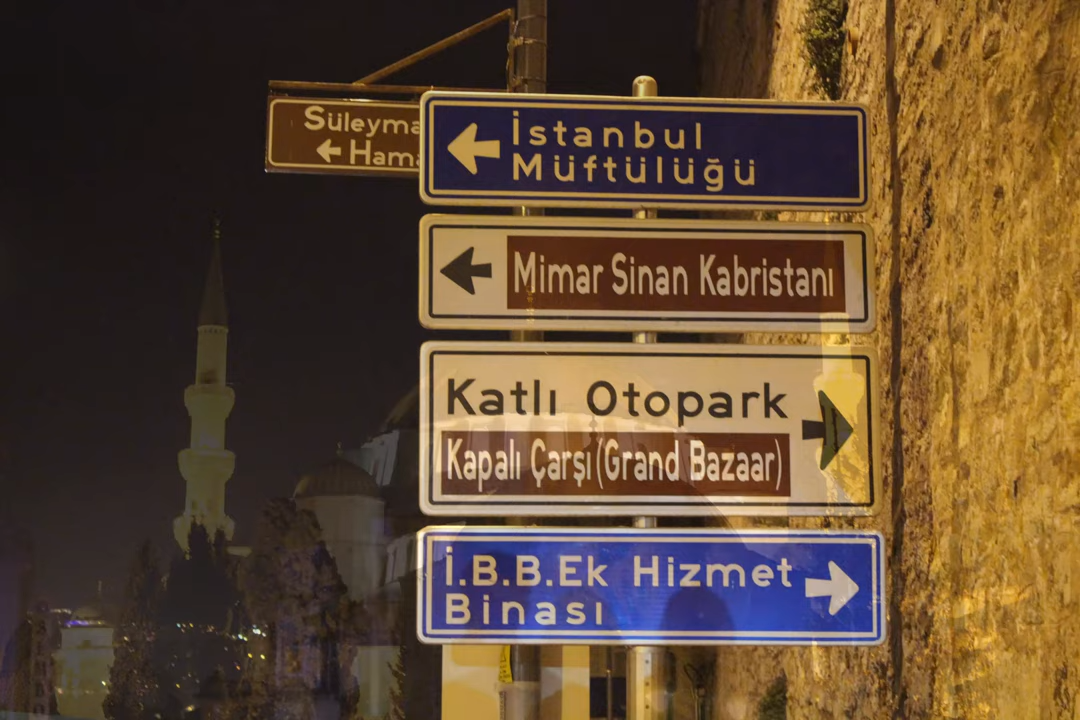 İstanbul
Müftülüğü
Mimar Sinan Kabristanı
Katlı Otopark
Kapalı Çarşı (Grand Bazaar)
İ.B.B.Ek Hizmet
Binası